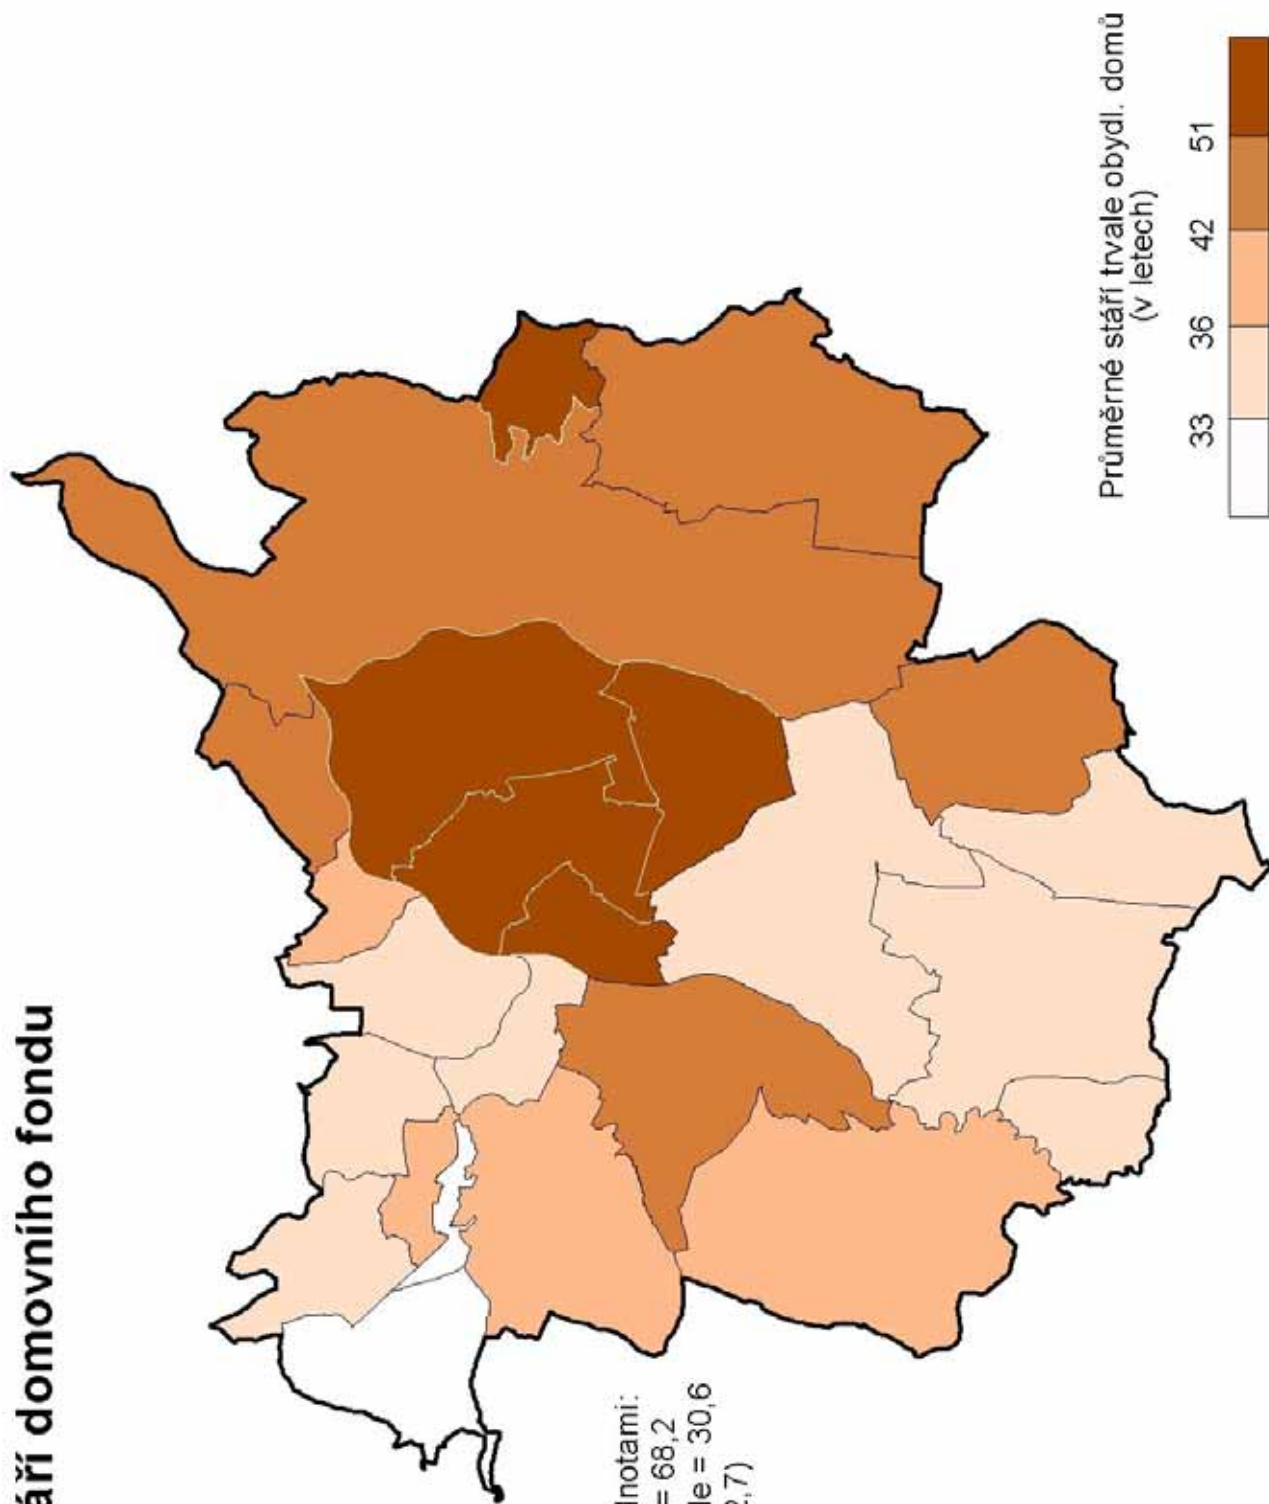 áří domovního fondu
lnotami:
= 68,2
le = 30,6
2,7)
Průměrné stáří trvale obydl. domů
(v letech)
33 36 42 51